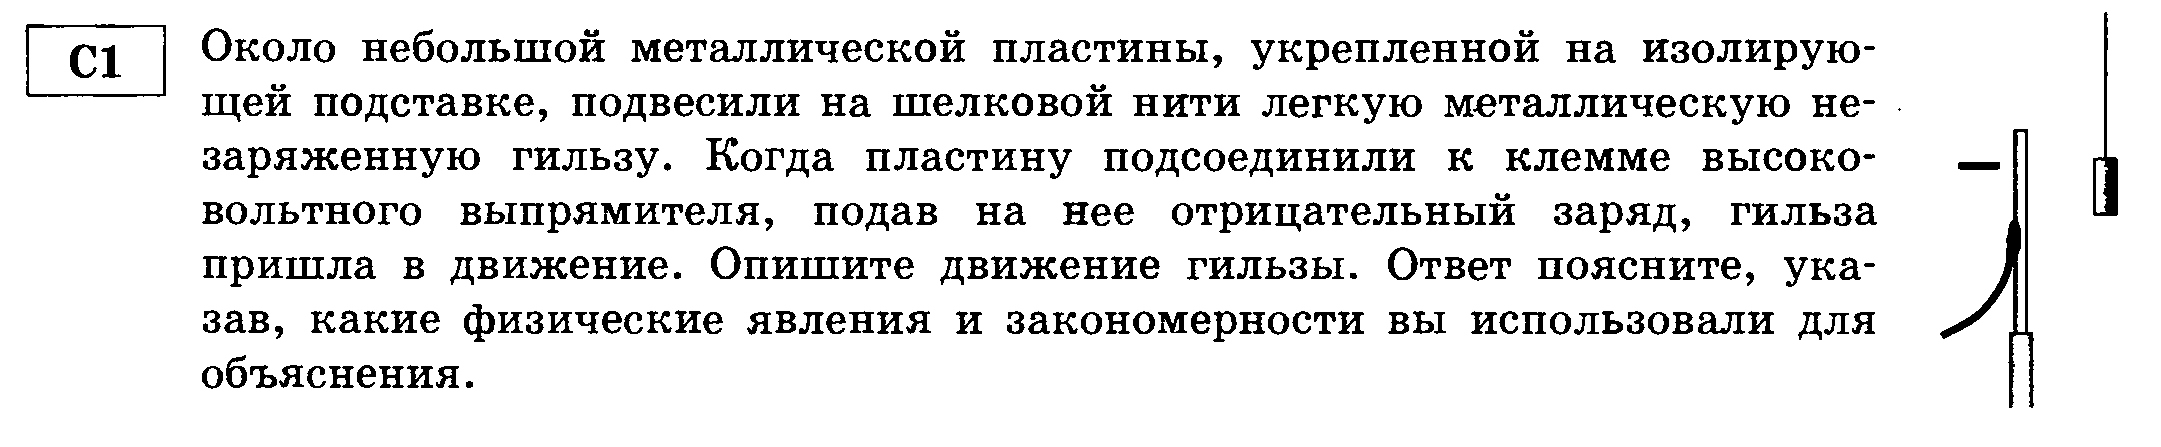 С1
Около небольшой металлической пластины, укрепленной на изолирую-
щей подставке, подвесили на шелковой нити легкую металлическую не-
заряженную гильзу. Когда пластину подсоединили к клемме высоко-
вольтного выпрямителя, подав на нее отрицательный заряд, гильза
пришла в движение. Опишите движение гильзы. Ответ поясните, ука-
зав, какие физические явления и закономерности вы использовали для
объяснения.
−